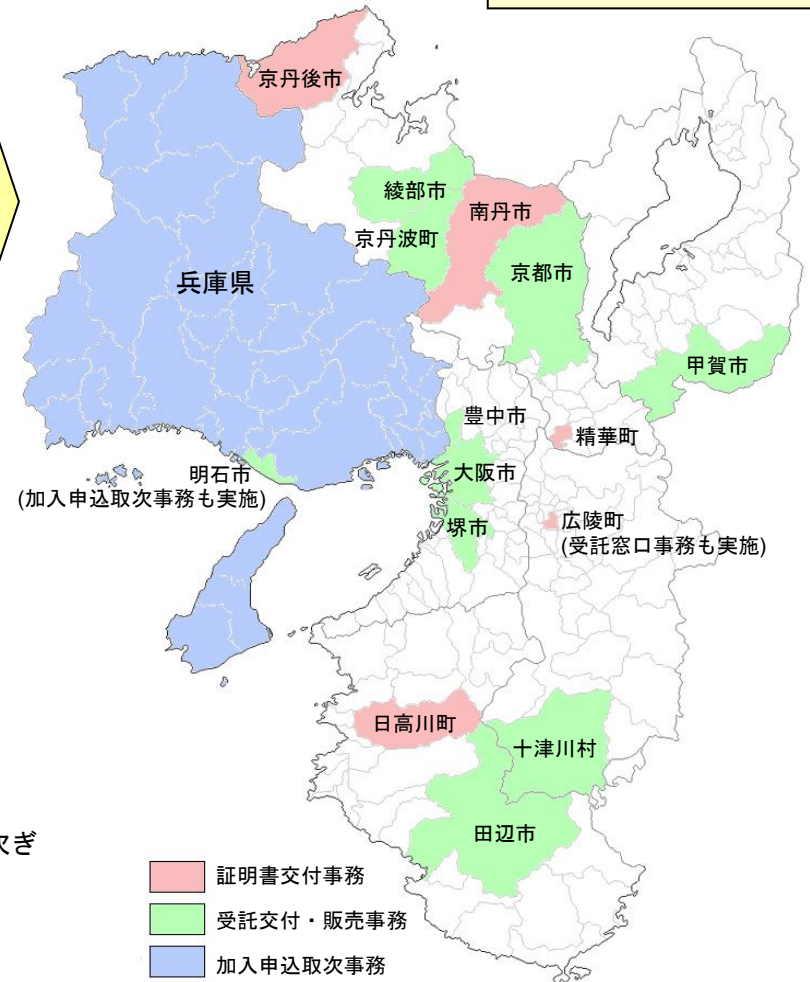 京丹後市
綾部市
南丹市
京丹波町
京都市
兵庫県
甲賀市
豊中市
精華町
明石市
(加入申込取次事務も実施)
大阪市
堺市
広陵町
(受託窓口事務も実施)
日高川町
十津川村
田辺市
次ぎ
証明書交付事務
受託交付・販売事務
加入申込取次事務